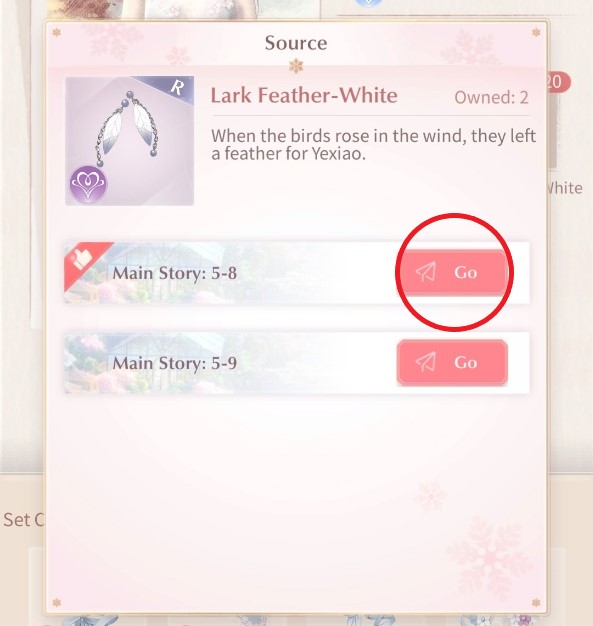 Source
R
20
Lark Feather-White
Owned: 2
When the birds rose in the wind, they left
a feather for Yexiao.
White
Main Story: 5-8
Go
Main Story: 5-9
Go
Set C